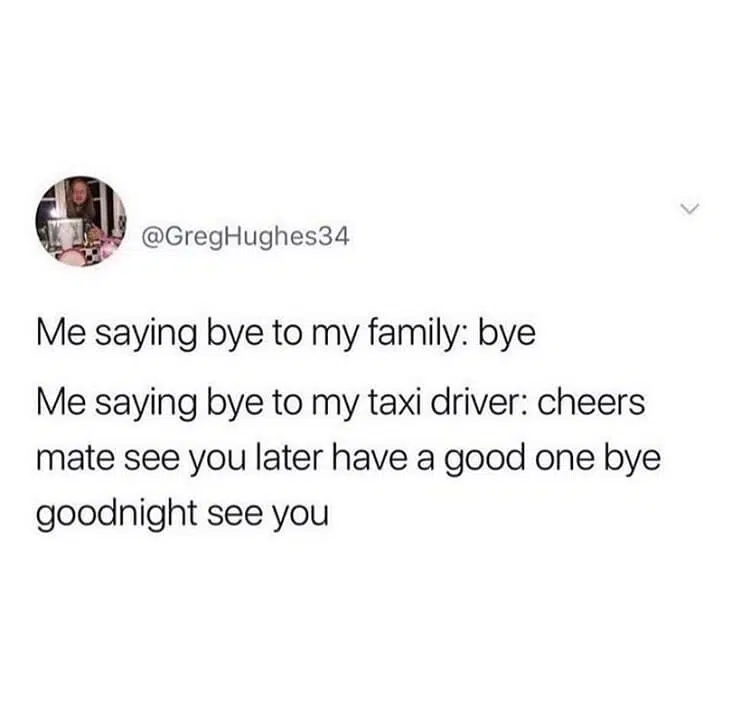 @GregHughes34
Me saying bye to my family: bye
Me saying bye to my taxi driver: cheers
mate see you later have a good one bye
goodnight see you